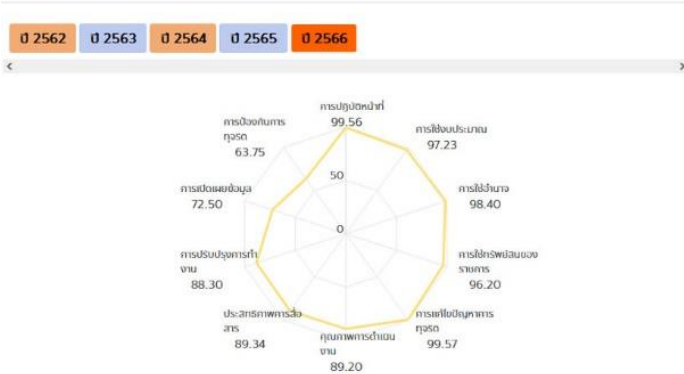 ปี 2562 ปี 2563 ปี 2564 ปี 2565 ปี 2566
การปฏิบัติหน้าที่
99.56
การใช้งบประมาณ
97.23
การใช้อำนาจ
98.40
การใช้ทรัพย์สินของ
ราชการ
96.20
การแก้ไขปัญหาการ
ทุจริต
99.57
คุณภาพการดำเนิน
งาน
89.20
ประสิทธิภาพการสื่อ
สาร
89.34
การปรับปรุงการทำ
งาน
88.30
การเปิดเผยข้อมูล
72.50
การป้องกันการ
ทุจริต
63.75
50
0